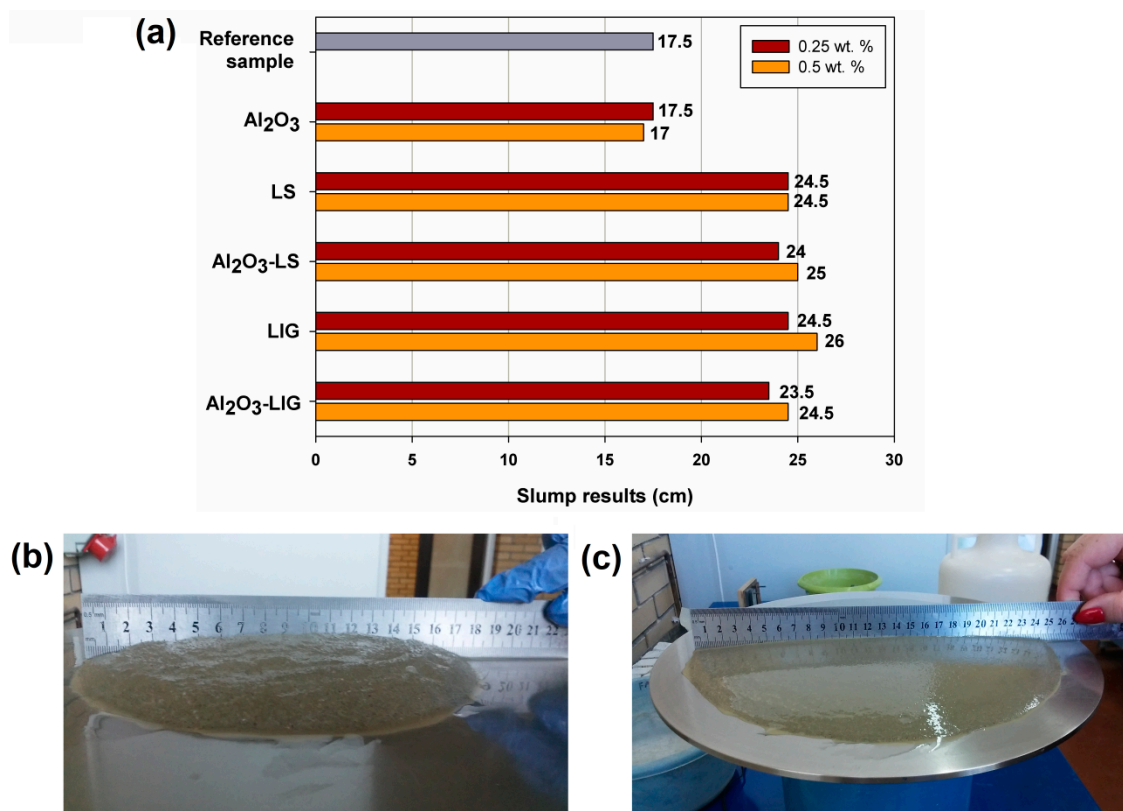 (a)
Reference
sample
17.5
0.25 wt. %
0.5 wt. %
Al2O3
17.5
17
LS
24.5
24.5
Al2O3-LS
24
25
LIG
24.5
26
Al2O3-LIG
23.5
24.5
0 5 10 15 20 25 30
Slump results (cm)
(b)
(c)
1 2 3 4 5 6 7 8 9 10 11 12 13 14 15 16 17 18 19 20 21 22
1 2 3 4 5 6 7 8 9 10 11 12 13 14 15 16 17 18 19 20 21 22 23 24 25 26